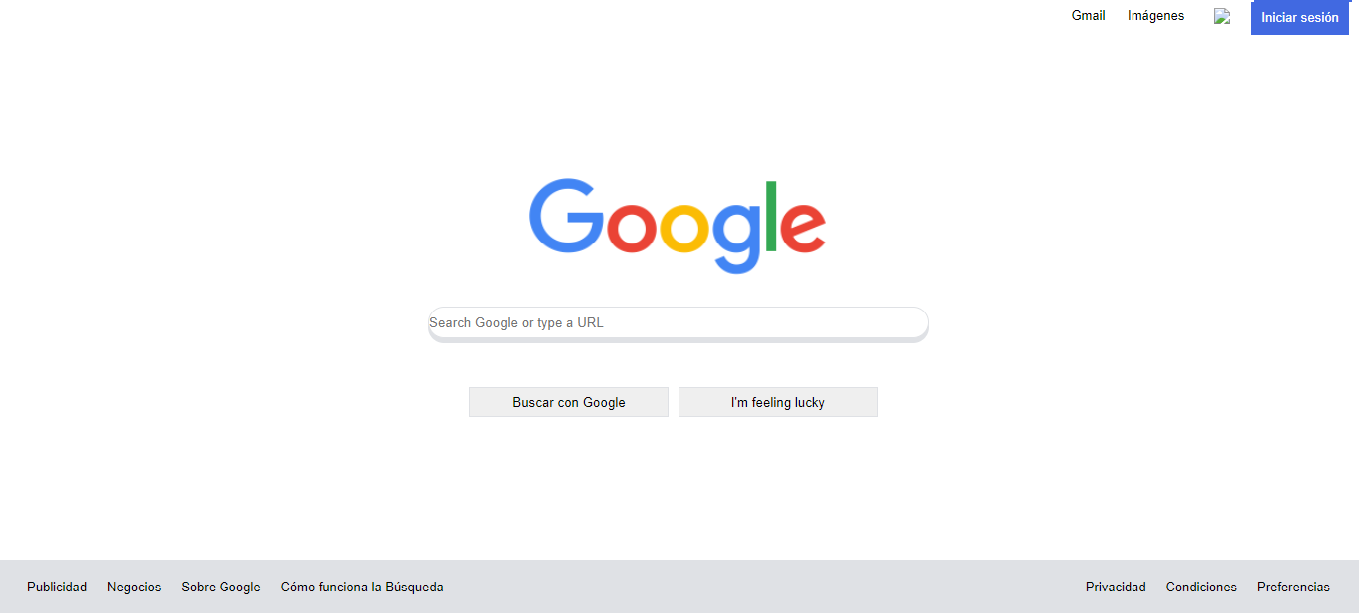 Gmail Imágenes Iniciar sesión
Google
Search Google or type a URL
Buscar con Google I'm feeling lucky
Publicidad Negocios Sobre Google Cómo funciona la Búsqueda Privacidad Condiciones Preferencias